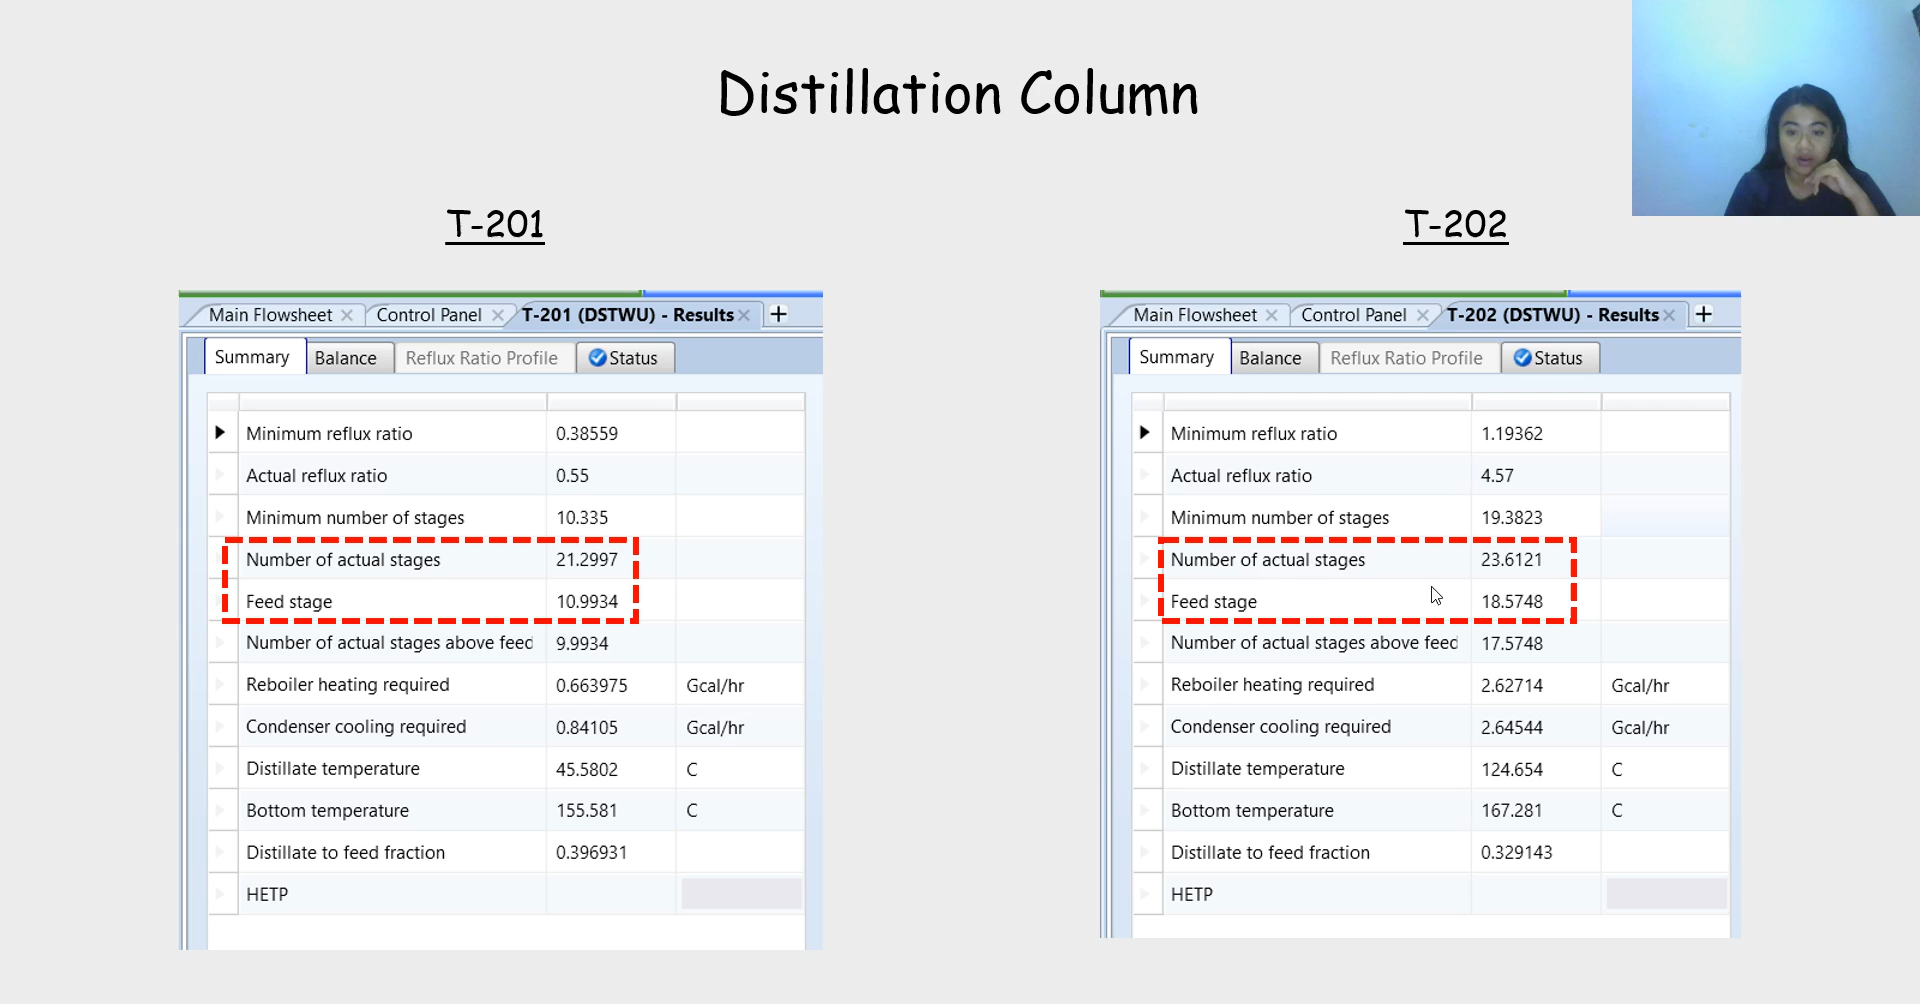 Distillation Column
T-201
Main Flowsheet Control Panel T-201 (DSTWU) - Results +
Summary Balance Reflux Ratio Profile Status
Minimum reflux ratio 0.38559
Actual reflux ratio 0.55
Minimum number of stages 10.335
Number of actual stages 21.2997
Feed stage 10.9934
Number of actual stages above feed 9.9934
Reboiler heating required 0.663975 Gcal/hr
Condenser cooling required 0.84105 Gcal/hr
Distillate temperature 45.5802 C
Bottom temperature 155.581 C
Distillate to feed fraction 0.396931
HETP
T-202
Main Flowsheet Control Panel T-202 (DSTWU) - Results +
Summary Balance Reflux Ratio Profile Status
Minimum reflux ratio 1.19362
Actual reflux ratio 4.57
Minimum number of stages 19.3823
Number of actual stages 23.6121
Feed stage 18.5748
Number of actual stages above feed 17.5748
Reboiler heating required 2.62714 Gcal/hr
Condenser cooling required 2.64544 Gcal/hr
Distillate temperature 124.654 C
Bottom temperature 167.281 C
Distillate to feed fraction 0.329143
HETP